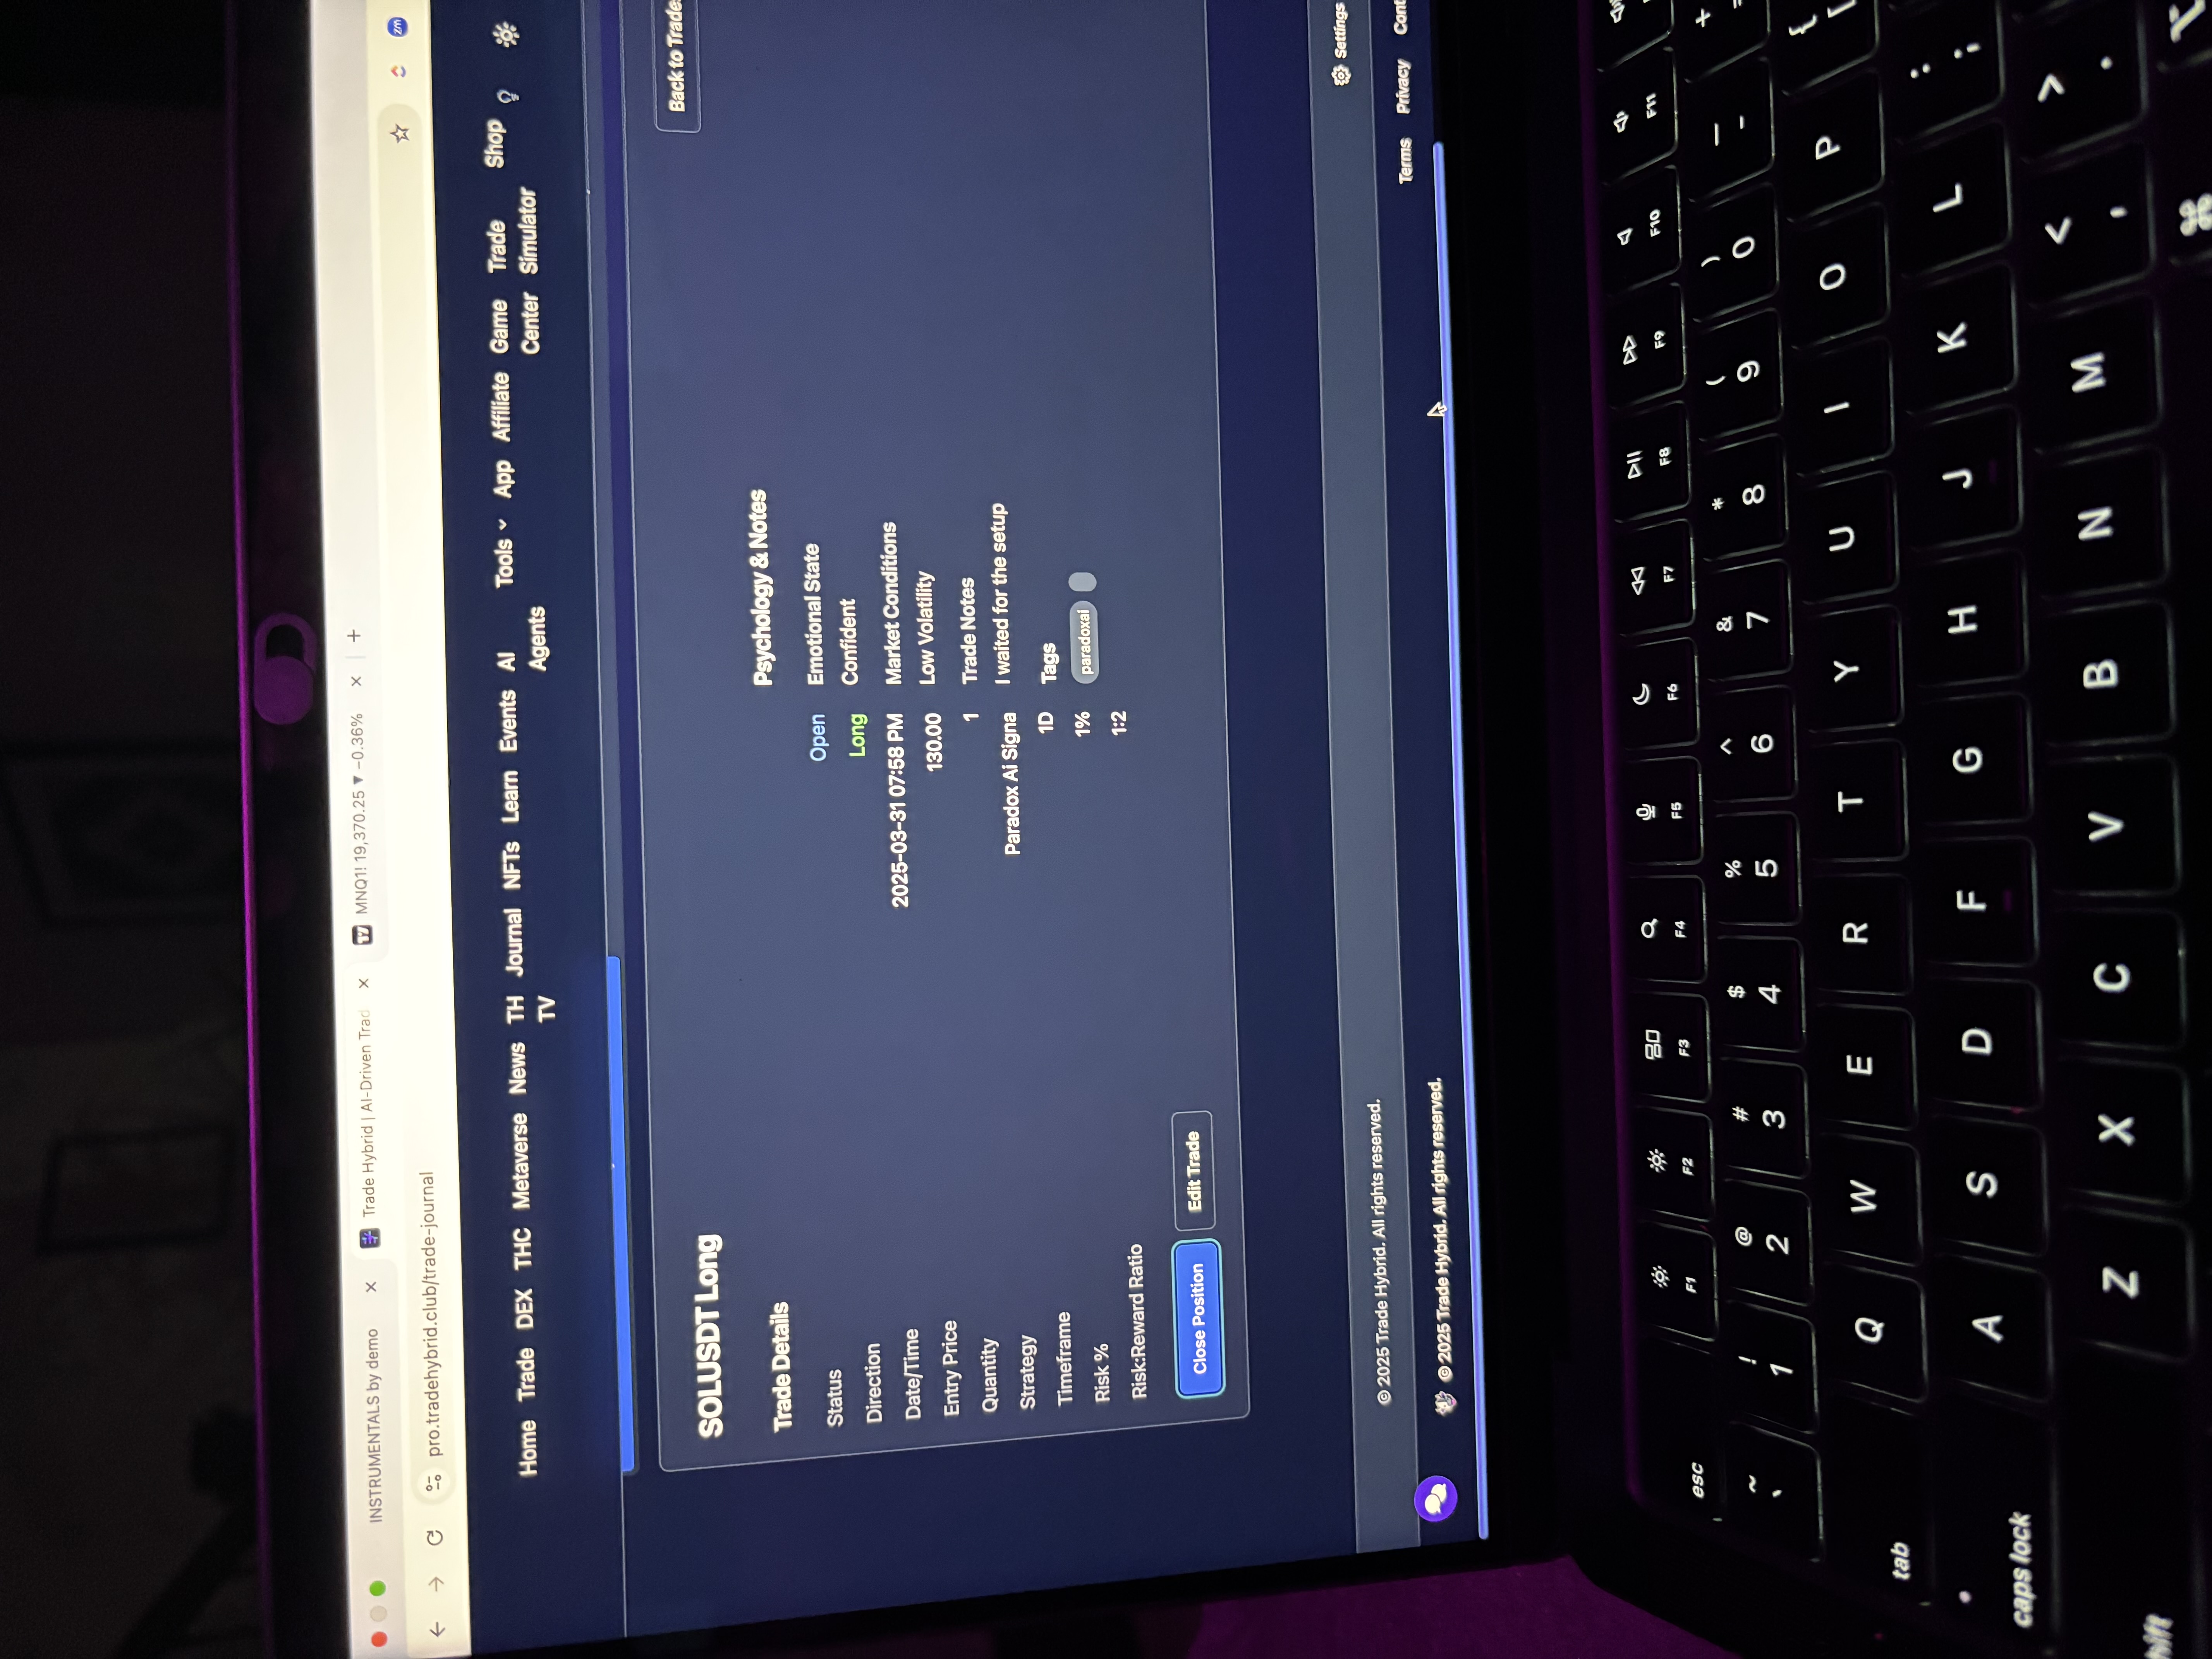 INSTRUMENTALS by demo
Trade Hybrid | AI-Driven Trad
MNQ1! 19,370.25 ▼ −0.36%
pro.tradehybrid.club/trade-journal
zm
Home Trade DEX THC Metaverse News TH TV Journal NFTs Learn Events AI Agents Tools App Affiliate Game Center Trade Simulator Shop
Back to Trades
SOLUSDT Long
Trade Details
Status Open
Direction Long
Date/Time 2025-03-31 07:58 PM
Entry Price 130.00
Quantity 1
Strategy Paradox Ai Signa
Timeframe 1D
Risk % 1%
Risk:Reward Ratio 1:2
Close Position Edit Trade
Psychology & Notes
Emotional State
Confident
Market Conditions
Low Volatility
Trade Notes
I waited for the setup
Tags
paradoxai
Settings
© 2025 Trade Hybrid. All rights reserved.
Terms Privacy Cont
© 2025 Trade Hybrid. All rights reserved.
esc F1 F2 F3 F4 F5 F6 F7 F8 F9 F10 F11
~ ! @ # $ % ^ & * ( ) — +
` 1 2 3 4 5 6 7 8 9 0 - =
tab Q W E R T Y U I O P { [
caps lock A S D F G H J K L : ;
hift Z X C V B N M < , > .
⌘ ⌥